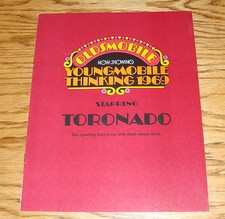 OLDSMOBILE
NOW SHOWING
YOUNGMOBILE
THINKING 1969
STARRING
TORONADO